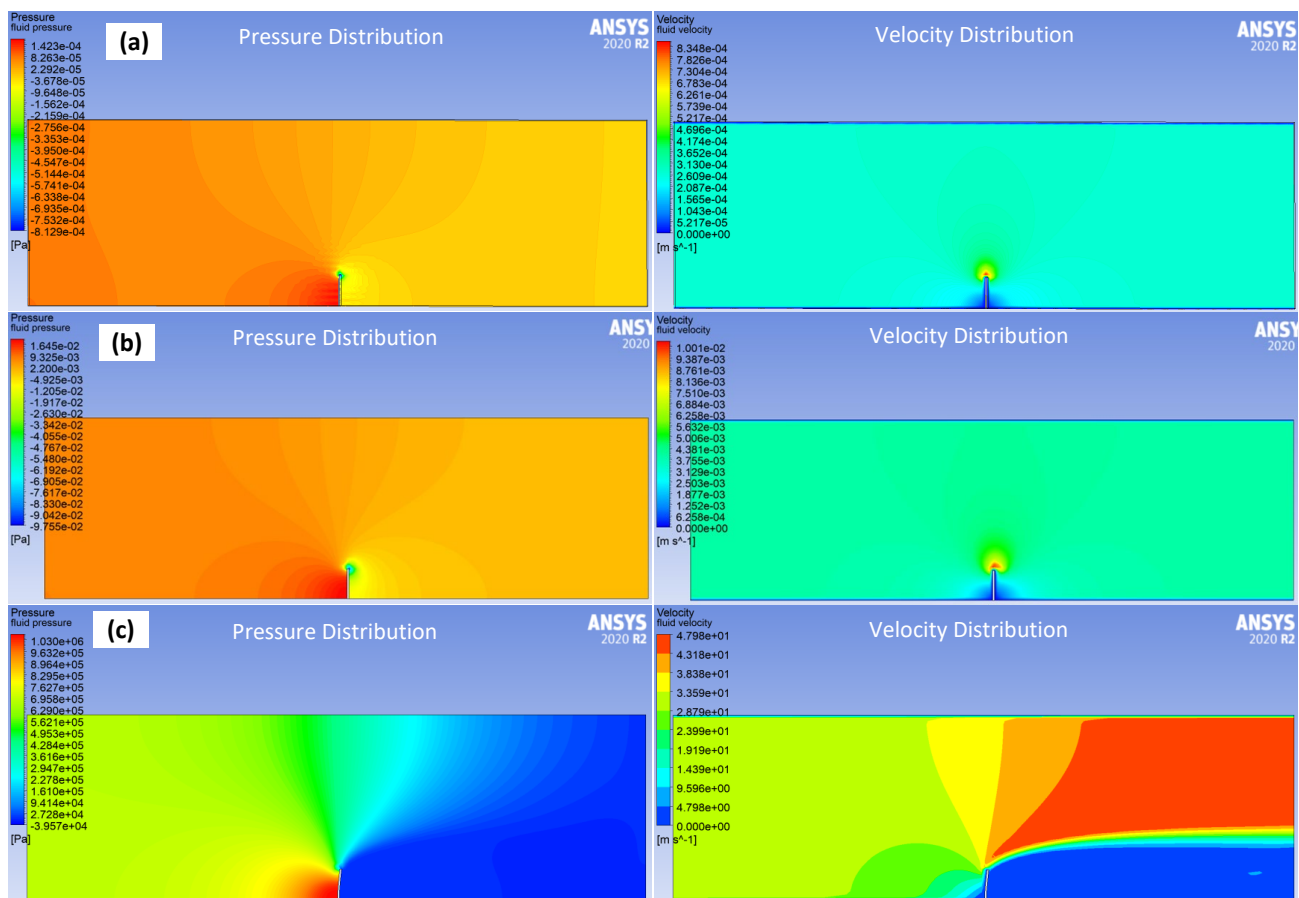 Pressure
fluid pressure
1.423e-04
8.263e-05
2.292e-05
-3.678e-05
-9.648e-05
-1.562e-04
-2.159e-04
-2.756e-04
-3.353e-04
-3.950e-04
-4.547e-04
-5.144e-04
-5.741e-04
-6.338e-04
-6.935e-04
-7.532e-04
-8.129e-04
[Pa]
(a)
Pressure Distribution
ANSYS
2020 R2
Velocity
fluid velocity
8.348e-04
7.826e-04
7.304e-04
6.783e-04
6.261e-04
5.739e-04
5.217e-04
4.696e-04
4.174e-04
3.652e-04
3.130e-04
2.609e-04
2.087e-04
1.565e-04
1.043e-04
5.217e-05
0.000e+00
[m s^-1]
Velocity Distribution
ANSYS
2020 R2
Pressure
fluid pressure
1.645e-02
9.325e-03
2.200e-03
-4.925e-03
-1.205e-02
-1.917e-02
-2.630e-02
-3.342e-02
-4.055e-02
-4.767e-02
-5.480e-02
-6.192e-02
-6.905e-02
-7.617e-02
-8.330e-02
-9.042e-02
-9.755e-02
[Pa]
(b)
Pressure Distribution
ANSY
2020
Velocity
fluid velocity
1.001e-02
9.387e-03
8.761e-03
8.136e-03
7.510e-03
6.884e-03
6.258e-03
5.632e-03
5.006e-03
4.381e-03
3.755e-03
3.129e-03
2.503e-03
1.877e-03
1.252e-03
6.258e-04
0.000e+00
[m s^-1]
Velocity Distribution
ANSY
2020
Pressure
fluid pressure
1.030e+06
9.632e+05
8.964e+05
8.295e+05
7.627e+05
6.958e+05
6.290e+05
5.621e+05
4.953e+05
4.284e+05
3.616e+05
2.947e+05
2.278e+05
1.610e+05
9.414e+04
2.728e+04
-3.957e+04
[Pa]
(c)
Pressure Distribution
ANSYS
2020 R2
Velocity
fluid velocity
4.798e+01
4.318e+01
3.838e+01
3.359e+01
2.879e+01
2.399e+01
1.919e+01
1.439e+01
9.596e+00
4.798e+00
0.000e+00
[m s^-1]
Velocity Distribution
ANSYS
2020 R2